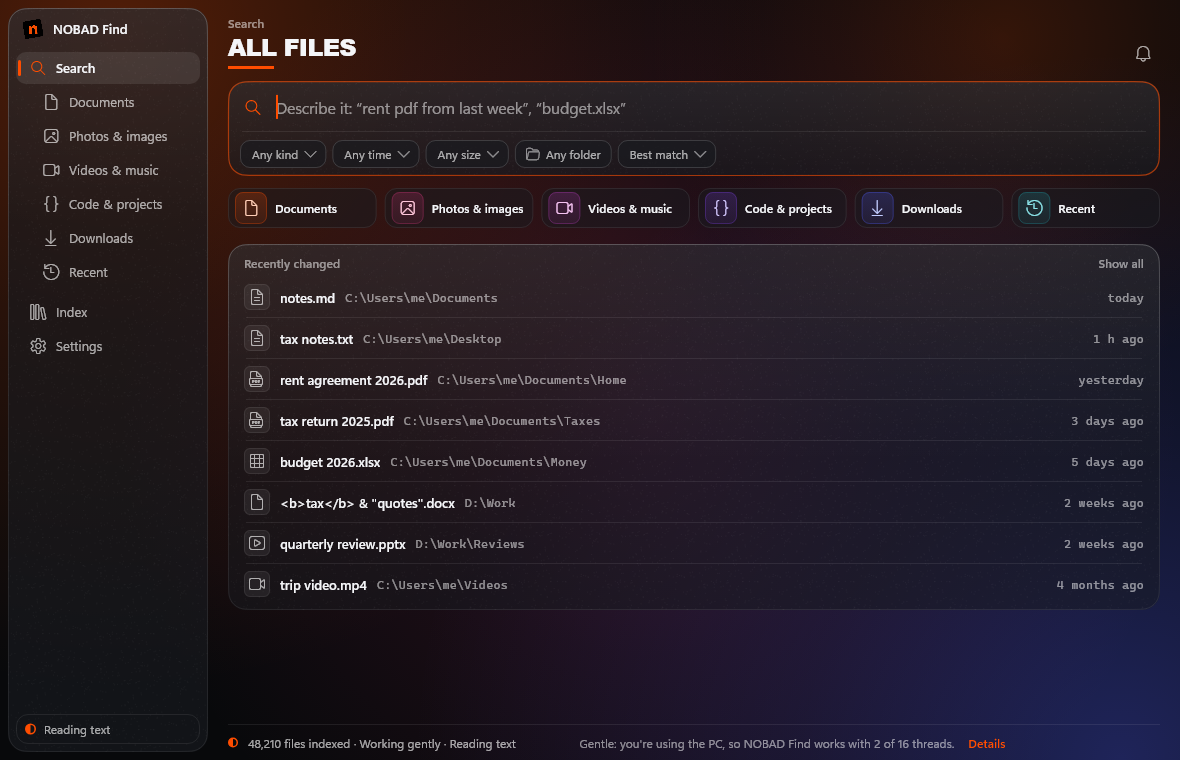 n NOBAD Find
Search
Documents
Photos & images
Videos & music
Code & projects
Downloads
Recent
Index
Settings
Reading text
Search
ALL FILES
Describe it: “rent pdf from last week”, “budget.xlsx”
Any kind Any time Any size Any folder Best match
Documents Photos & images Videos & music Code & projects Downloads Recent
Recently changed Show all
notes.md C:\Users\me\Documents today
tax notes.txt C:\Users\me\Desktop 1 h ago
rent agreement 2026.pdf C:\Users\me\Documents\Home yesterday
tax return 2025.pdf C:\Users\me\Documents\Taxes 3 days ago
budget 2026.xlsx C:\Users\me\Documents\Money 5 days ago
<b>tax</b> & "quotes".docx D:\Work 2 weeks ago
quarterly review.pptx D:\Work\Reviews 2 weeks ago
trip video.mp4 C:\Users\me\Videos 4 months ago
48,210 files indexed · Working gently · Reading text Gentle: you're using the PC, so NOBAD Find works with 2 of 16 threads. Details